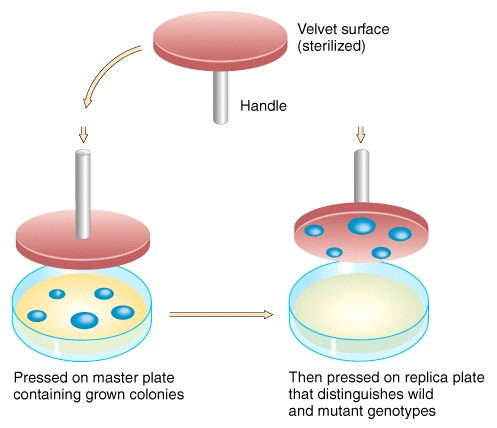 Velvet surface
(sterilized)
Handle
Pressed on master plate
containing grown colonies
Then pressed on replica plate
that distinguishes wild
and mutant genotypes